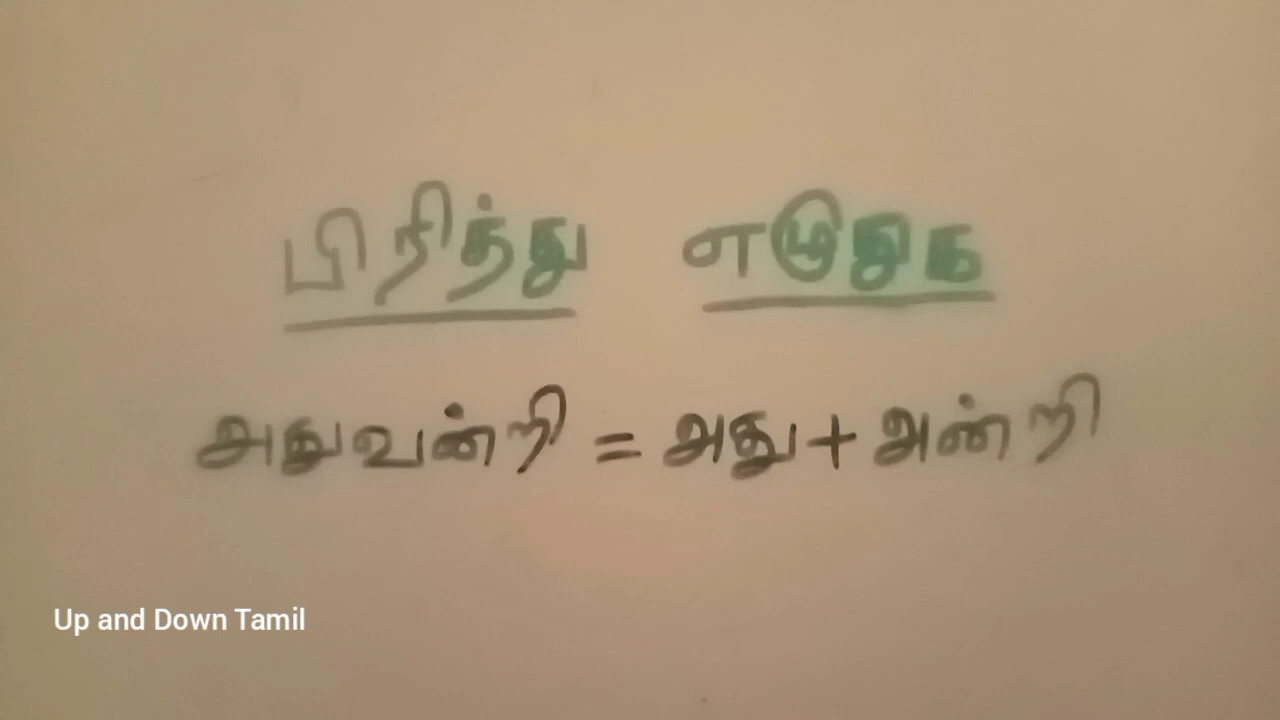 பிரித்து எழுதுக
அதுவன்றி = அது + அன்றி
Up and Down Tamil